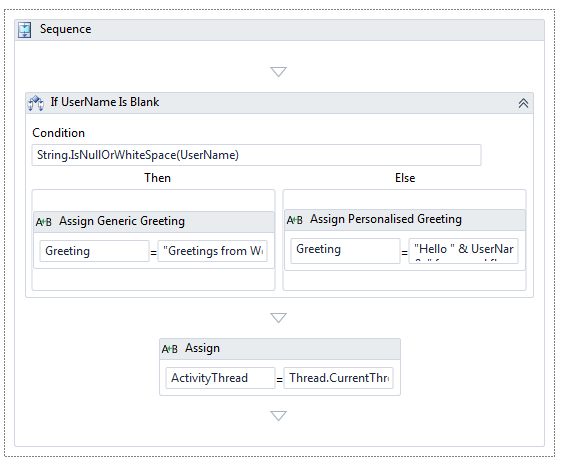 Sequence
If UserName Is Blank
Condition
String.IsNullOrWhiteSpace(UserName)
Then
Else
A+B Assign Generic Greeting
Greeting = "Greetings from W
A+B Assign Personalised Greeting
Greeting = "Hello " & UserNar
A+B Assign
ActivityThread = Thread.CurrentThr